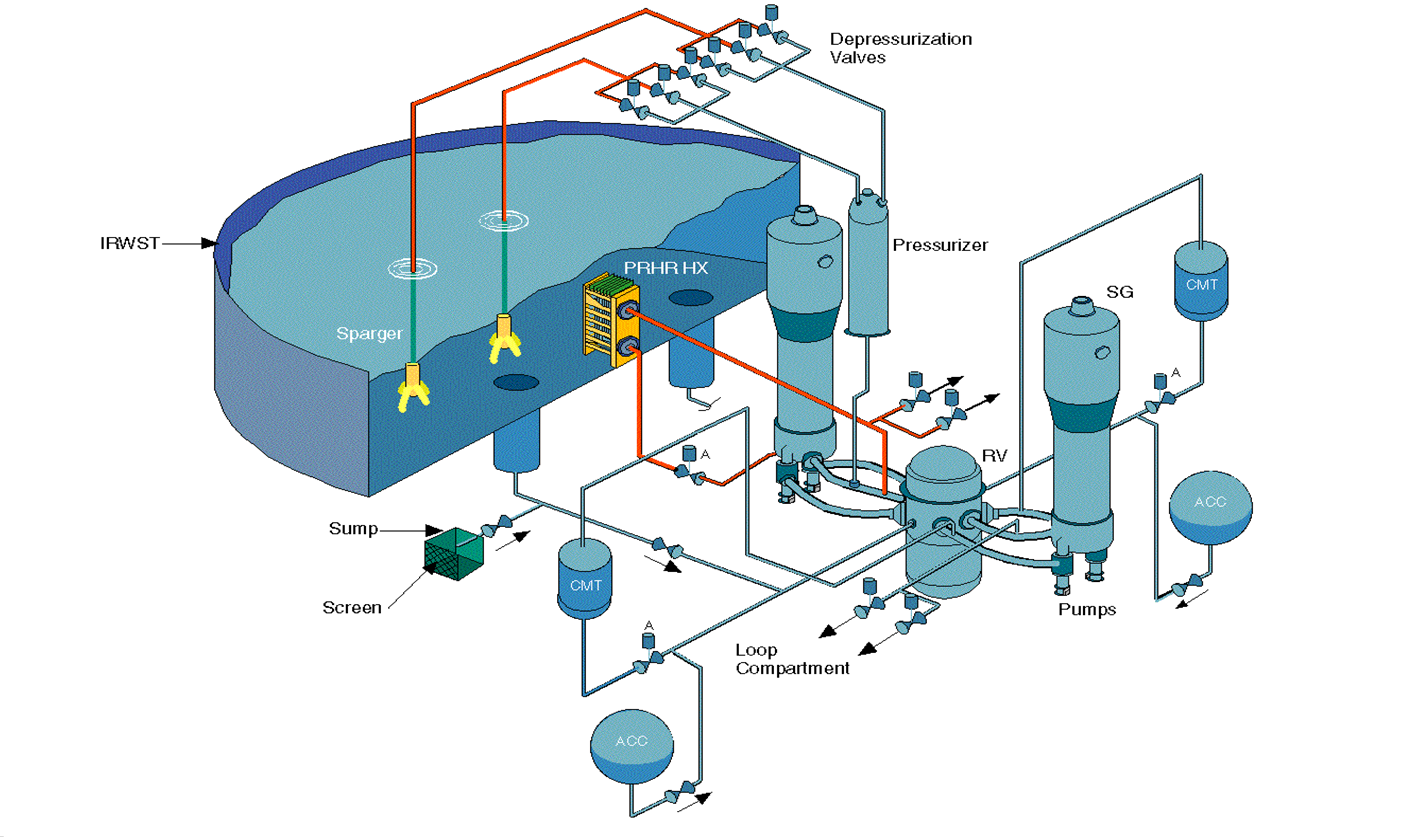 Depressurization
Valves
IRWST
PRHR HX
Pressurizer
CMT
SG
Sparger
A
A
RV
ACC
Sump
CMT
Screen
Pumps
A
Loop
Compartment
ACC